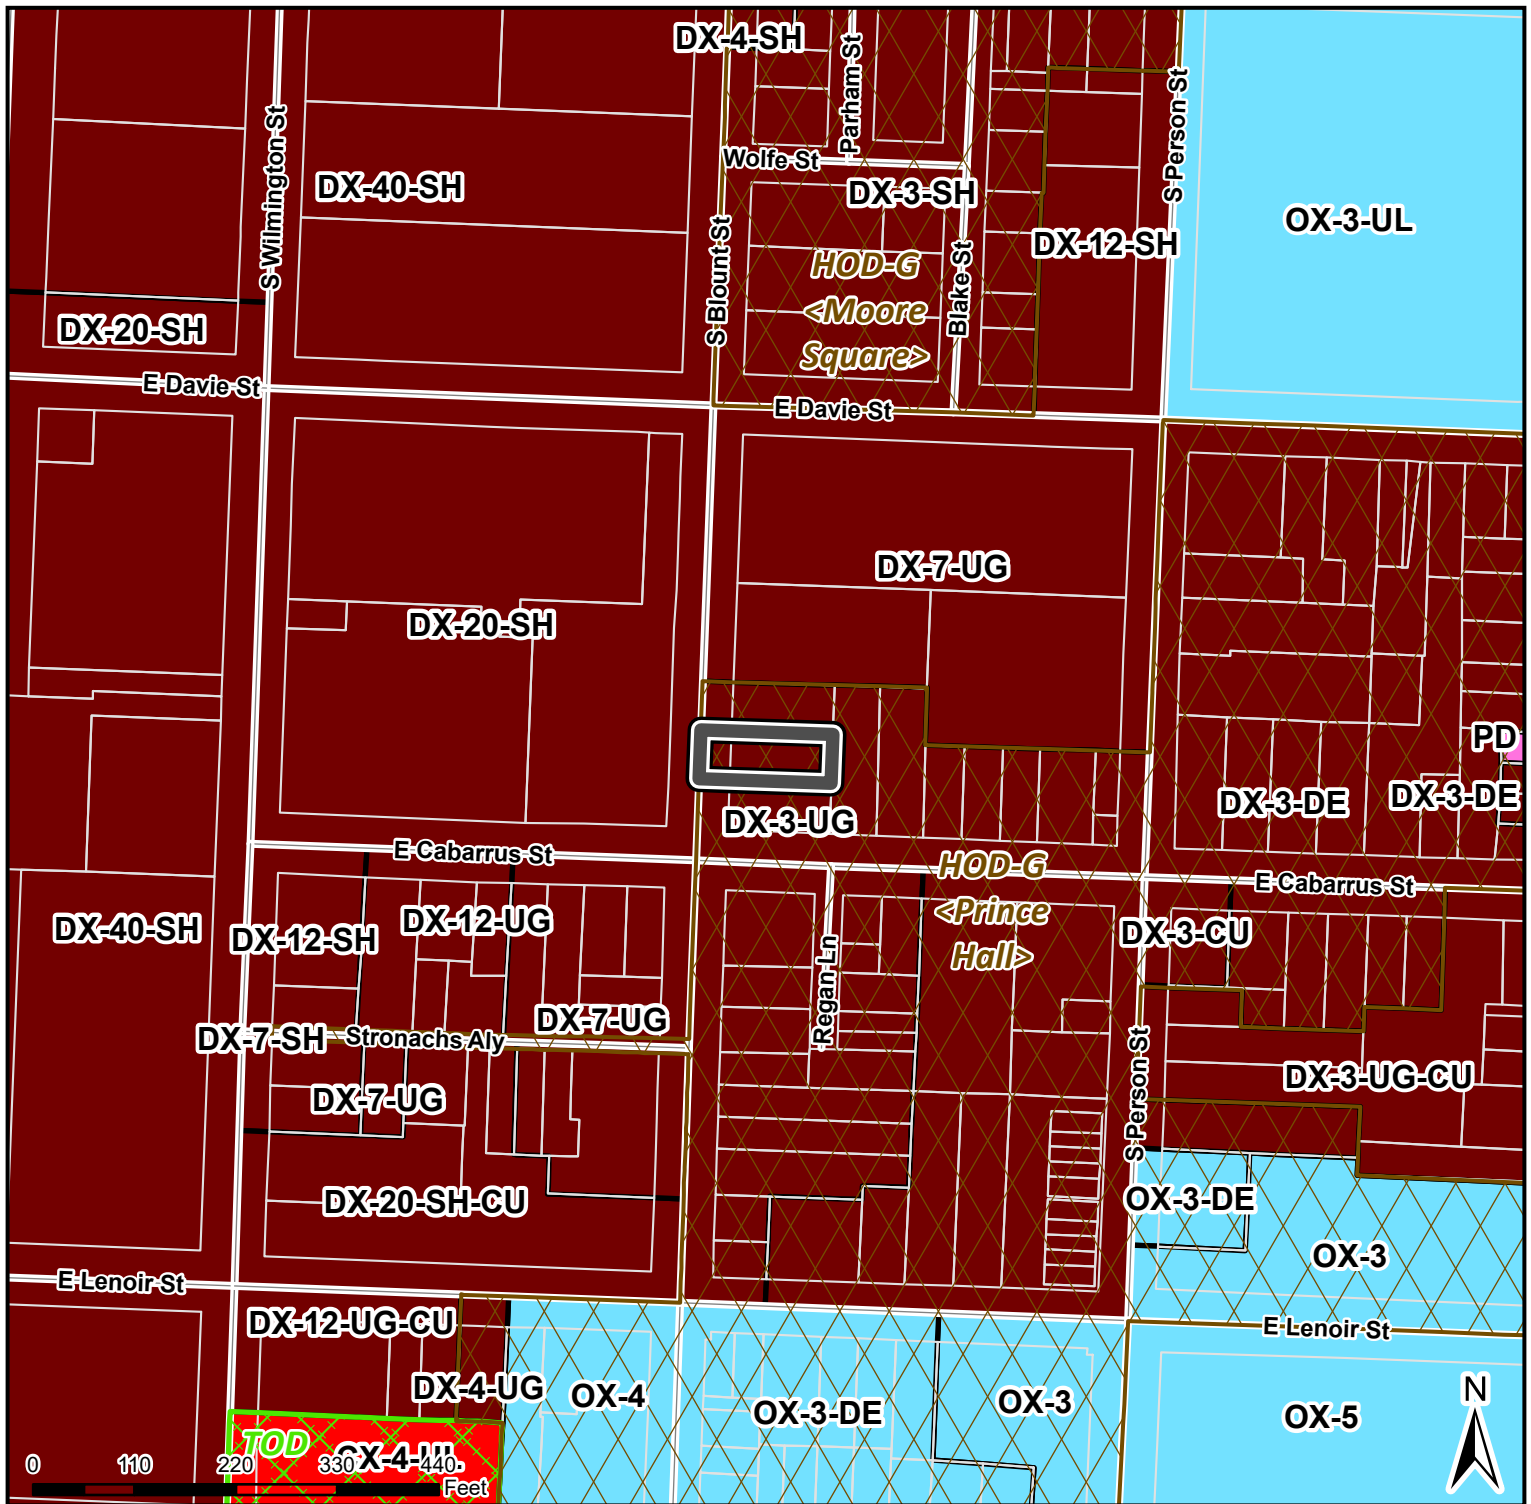 DX-4-SH
Parham St
S Person St
S Wilmington St
Wolfe St
DX-40-SH
DX-3-SH
OX-3-UL
DX-12-SH
S Blount St
Blake St
HOD-G
<Moore
Square>
DX-20-SH
E Davie St
E Davie St
DX-7-UG
DX-20-SH
PD
DX-3-DE
DX-3-DE
DX-3-UG
E Cabarrus St
HOD-G
<Prince
Hall>
E Cabarrus St
DX-40-SH
DX-12-SH
DX-12-UG
DX-3-CU
Regan Ln
DX-7-UG
DX-7-SH
Stronachs Aly
S Person St
DX-3-UG-CU
DX-7-UG
DX-20-SH-CU
OX-3-DE
OX-3
E Lenoir St
DX-12-UG-CU
E Lenoir St
DX-4-UG
OX-4
OX-3-DE
OX-3
OX-5
N
TOD
CX-4-UL
0 110 220 330 440
Feet